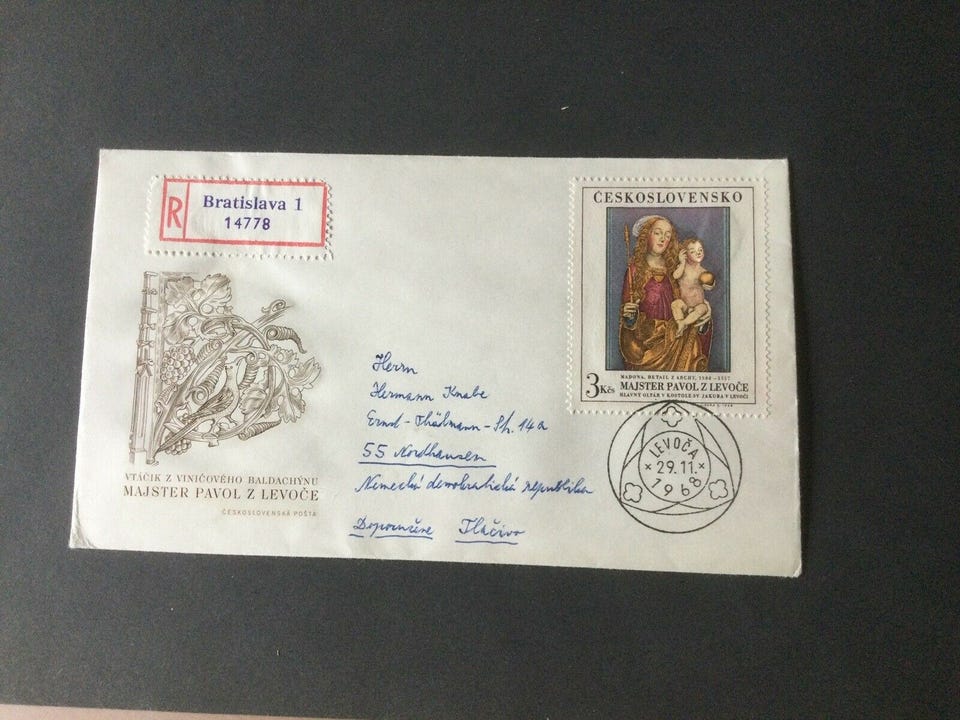 R Bratislava 1
14778
ČESKOSLOVENSKO
MADONA, DETAIL Z ARCHY, 1508-1517
3 Kčs MAJSTER PAVOL Z LEVOČE
HLAVNÝ OLTÁR V KOSTOLE SV. JAKUBA V LEVOČI
LEVOČA
29.11.
1968
VTÁČIK Z VINIČOVÉHO BALDACHÝNU
MAJSTER PAVOL Z LEVOČE
ČESKOSLOVENSKÁ POŠTA
Herrn
Hermann Knabe
Ernst-Thälmann-Str. 14a
55 Nordhausen
Nemecká demokratická republika
Doporučene Tlačivo